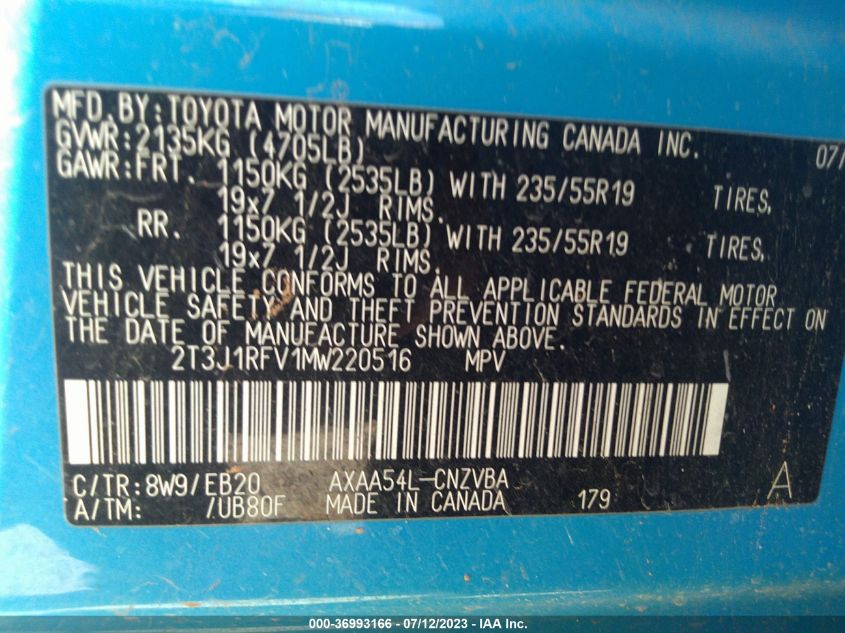 MFD. BY: TOYOTA MOTOR MANUFACTURING CANADA INC. 07/
GVWR: 2135KG (4705LB)
GAWR: FRT. 1150KG (2535LB) WITH 235/55R19 TIRES,
19x7 1/2J RIMS.
RR. 1150KG (2535LB) WITH 235/55R19 TIRES,
19x7 1/2J RIMS.
THIS VEHICLE CONFORMS TO ALL APPLICABLE FEDERAL MOTOR
VEHICLE SAFETY AND THEFT PREVENTION STANDARDS IN EFFECT ON
THE DATE OF MANUFACTURE SHOWN ABOVE.
2T3J1RFV1MW220516 MPV
C/TR: 8W9/EB20 AXAA54L-CNZVBA A
A/TM: /UB80F MADE IN CANADA 179
000-36993166 - 07/12/2023 - IAA Inc.